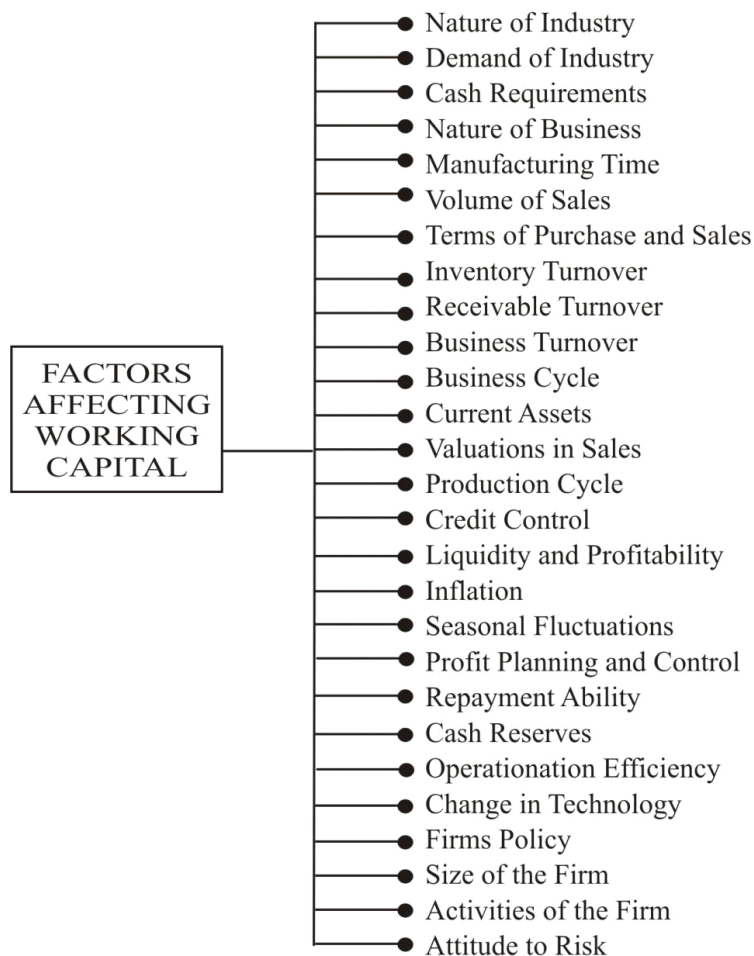 Nature of Industry
Demand of Industry
Cash Requirements
Nature of Business
Manufacturing Time
Volume of Sales
Terms of Purchase and Sales
Inventory Turnover
Receivable Turnover
Business Turnover
Business Cycle
Current Assets
Valuations in Sales
Production Cycle
Credit Control
Liquidity and Profitability
Inflation
Seasonal Fluctuations
Profit Planning and Control
Repayment Ability
Cash Reserves
Operationation Efficiency
Change in Technology
Firms Policy
Size of the Firm
Activities of the Firm
Attitude to Risk
FACTORS
AFFECTING
WORKING
CAPITAL